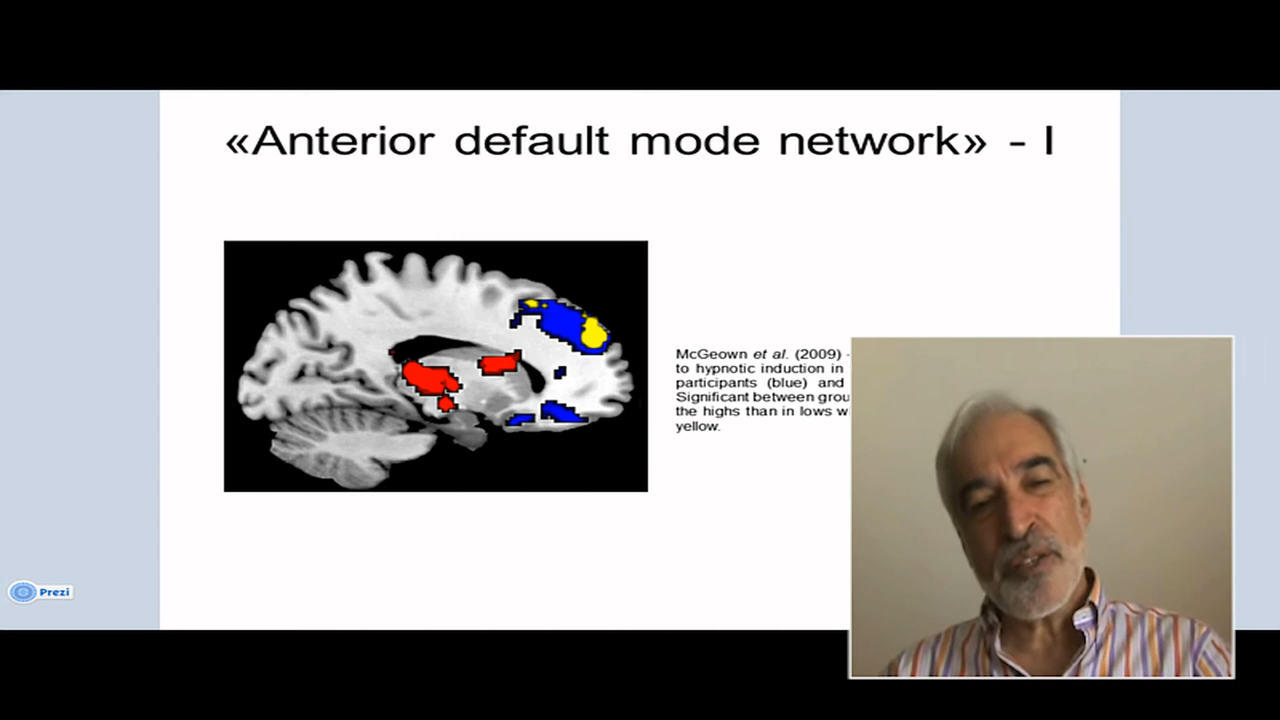 «Anterior default mode network» - I
McGeown et al. (2009) -
to hypnotic induction in
participants (blue) and
Significant between grou
the highs than in lows w
yellow.
Prezi